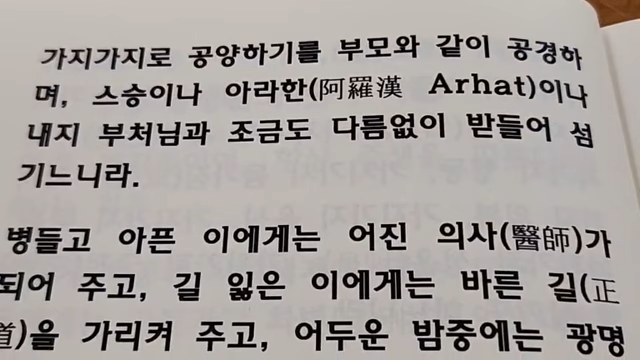 가지가지로 공양하기를 부모와 같이 공경하
며, 스승이나 아라한(阿羅漢 Arhat)이나
내지 부처님과 조금도 다름없이 받들어 섬
기느니라.
병들고 아픈 이에게는 어진 의사(醫師)가
되어 주고, 길 잃은 이에게는 바른 길(正
道)을 가리켜 주고, 어두운 밤중에는 광명